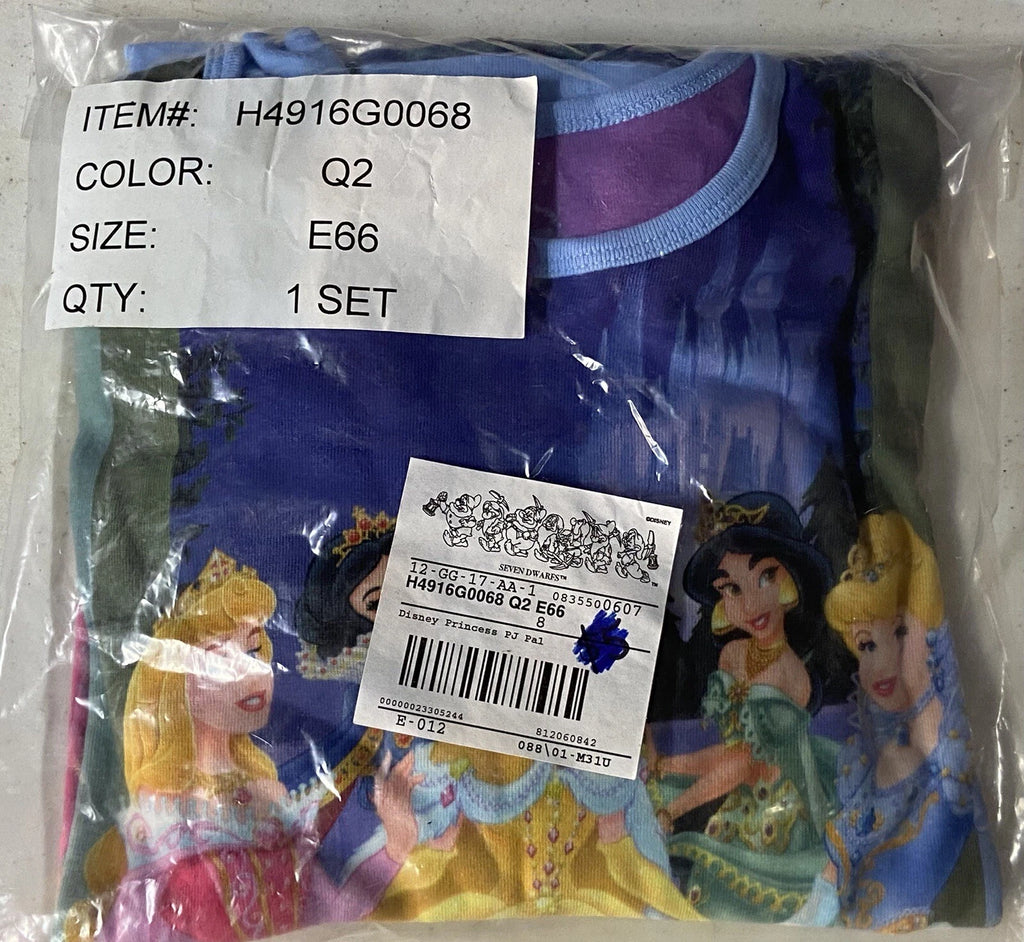 ITEM#: H4916G0068
COLOR: Q2
SIZE: E66
QTY: 1 SET
©DISNEY
SEVEN DWARFS™
™
12-GG-17-AA-1 0835500607
H4916G0068 Q2 E66
8
Disney Princess PJ Pal
00000023305244 812060842
E-012 088\01-M31U